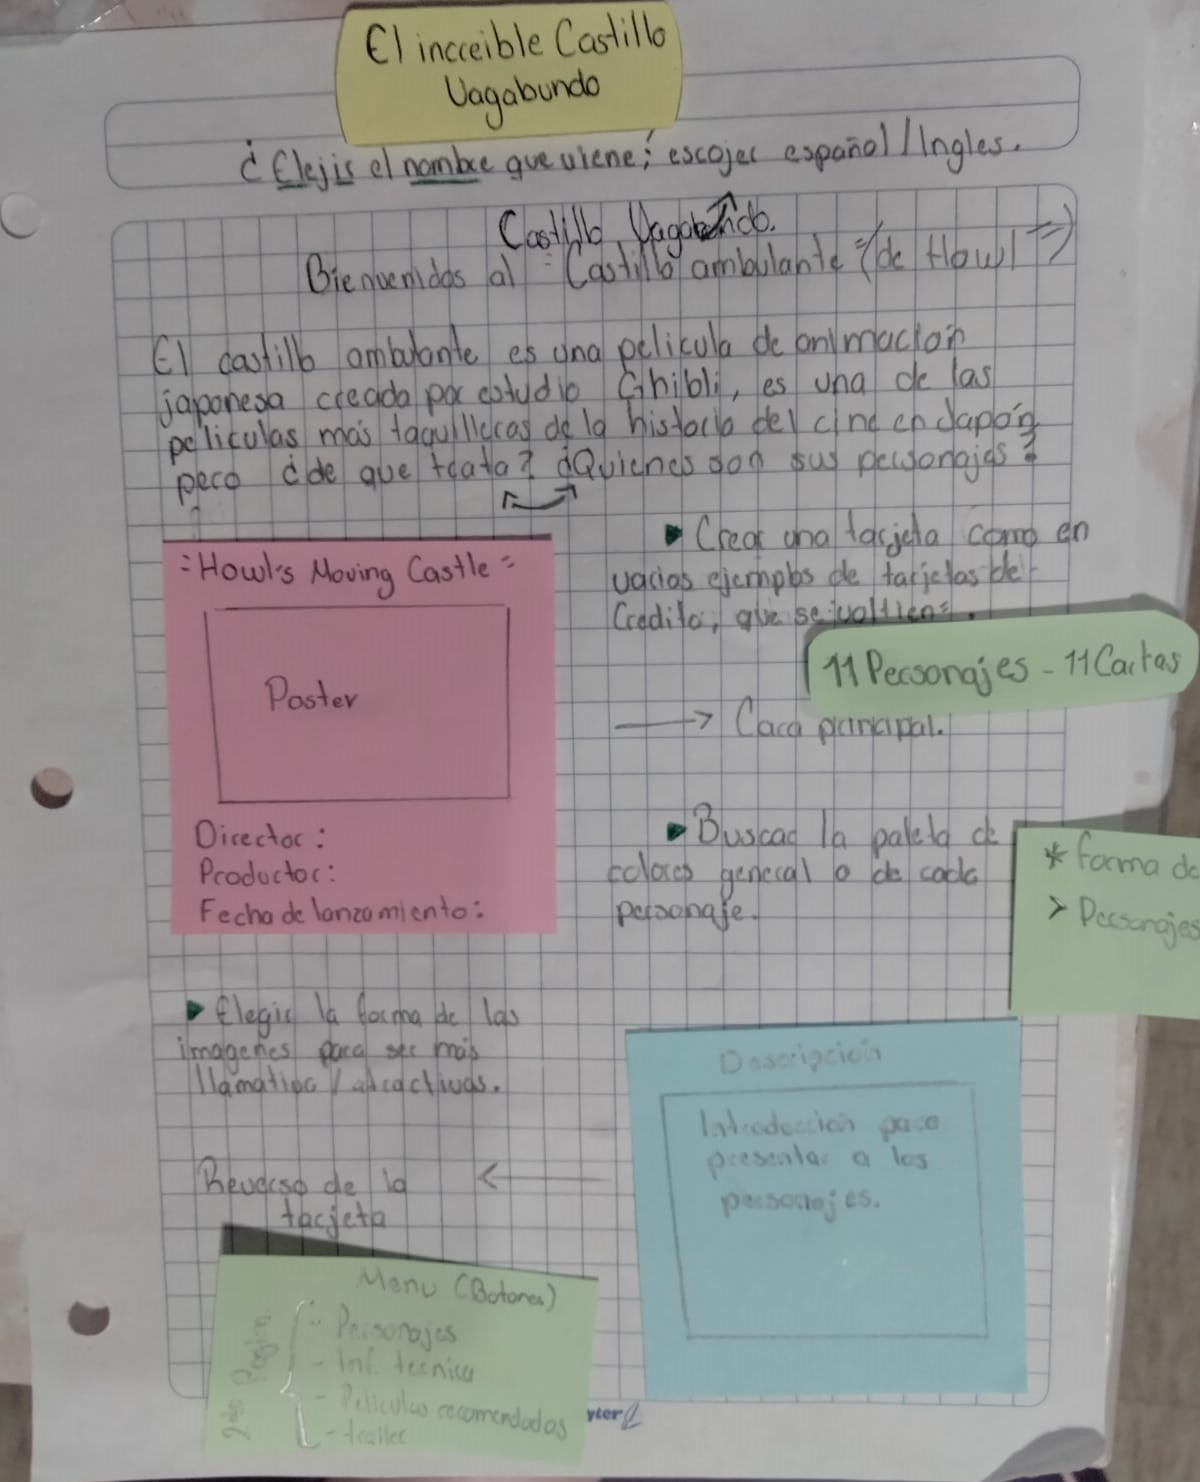 El increible Castillo
Vagabundo
¿Elejir el nombre que viene; escojer español/Ingles.
Castillo Vagabundo.
Bienvenidos al "Castillo ambulante" (de Howl)
El castillo ambulante es una pelicula de animación
japonesa creada por estudio Ghibli, es una de las
peliculas más taquilleras de la historia del cine en Japón
pero ¿de que trata? ¿Quienes son sus personajes?
=Howl's Moving Castle=
Poster
Director:
Productor:
Fecha de lanzamiento:
Crear una tarjeta como en
varios ejemplos de tarjetas de
Credito, que se voltien.
11 Personajes - 11 Cartas
→ Cara principal.
Buscar la paleta de
colores general o de cada
personaje.
* forma de
> Personajes
Elegir la forma de las
imagenes para ser más
llamativa / atractivas.
Descripción
Introducción para
presentar a los
personajes.
Reverso de la
tarjeta
Menu (Botones)
2da Pagina
- Personajes
- Inf. tecnica
- Peliculas recomendadas
- trailer